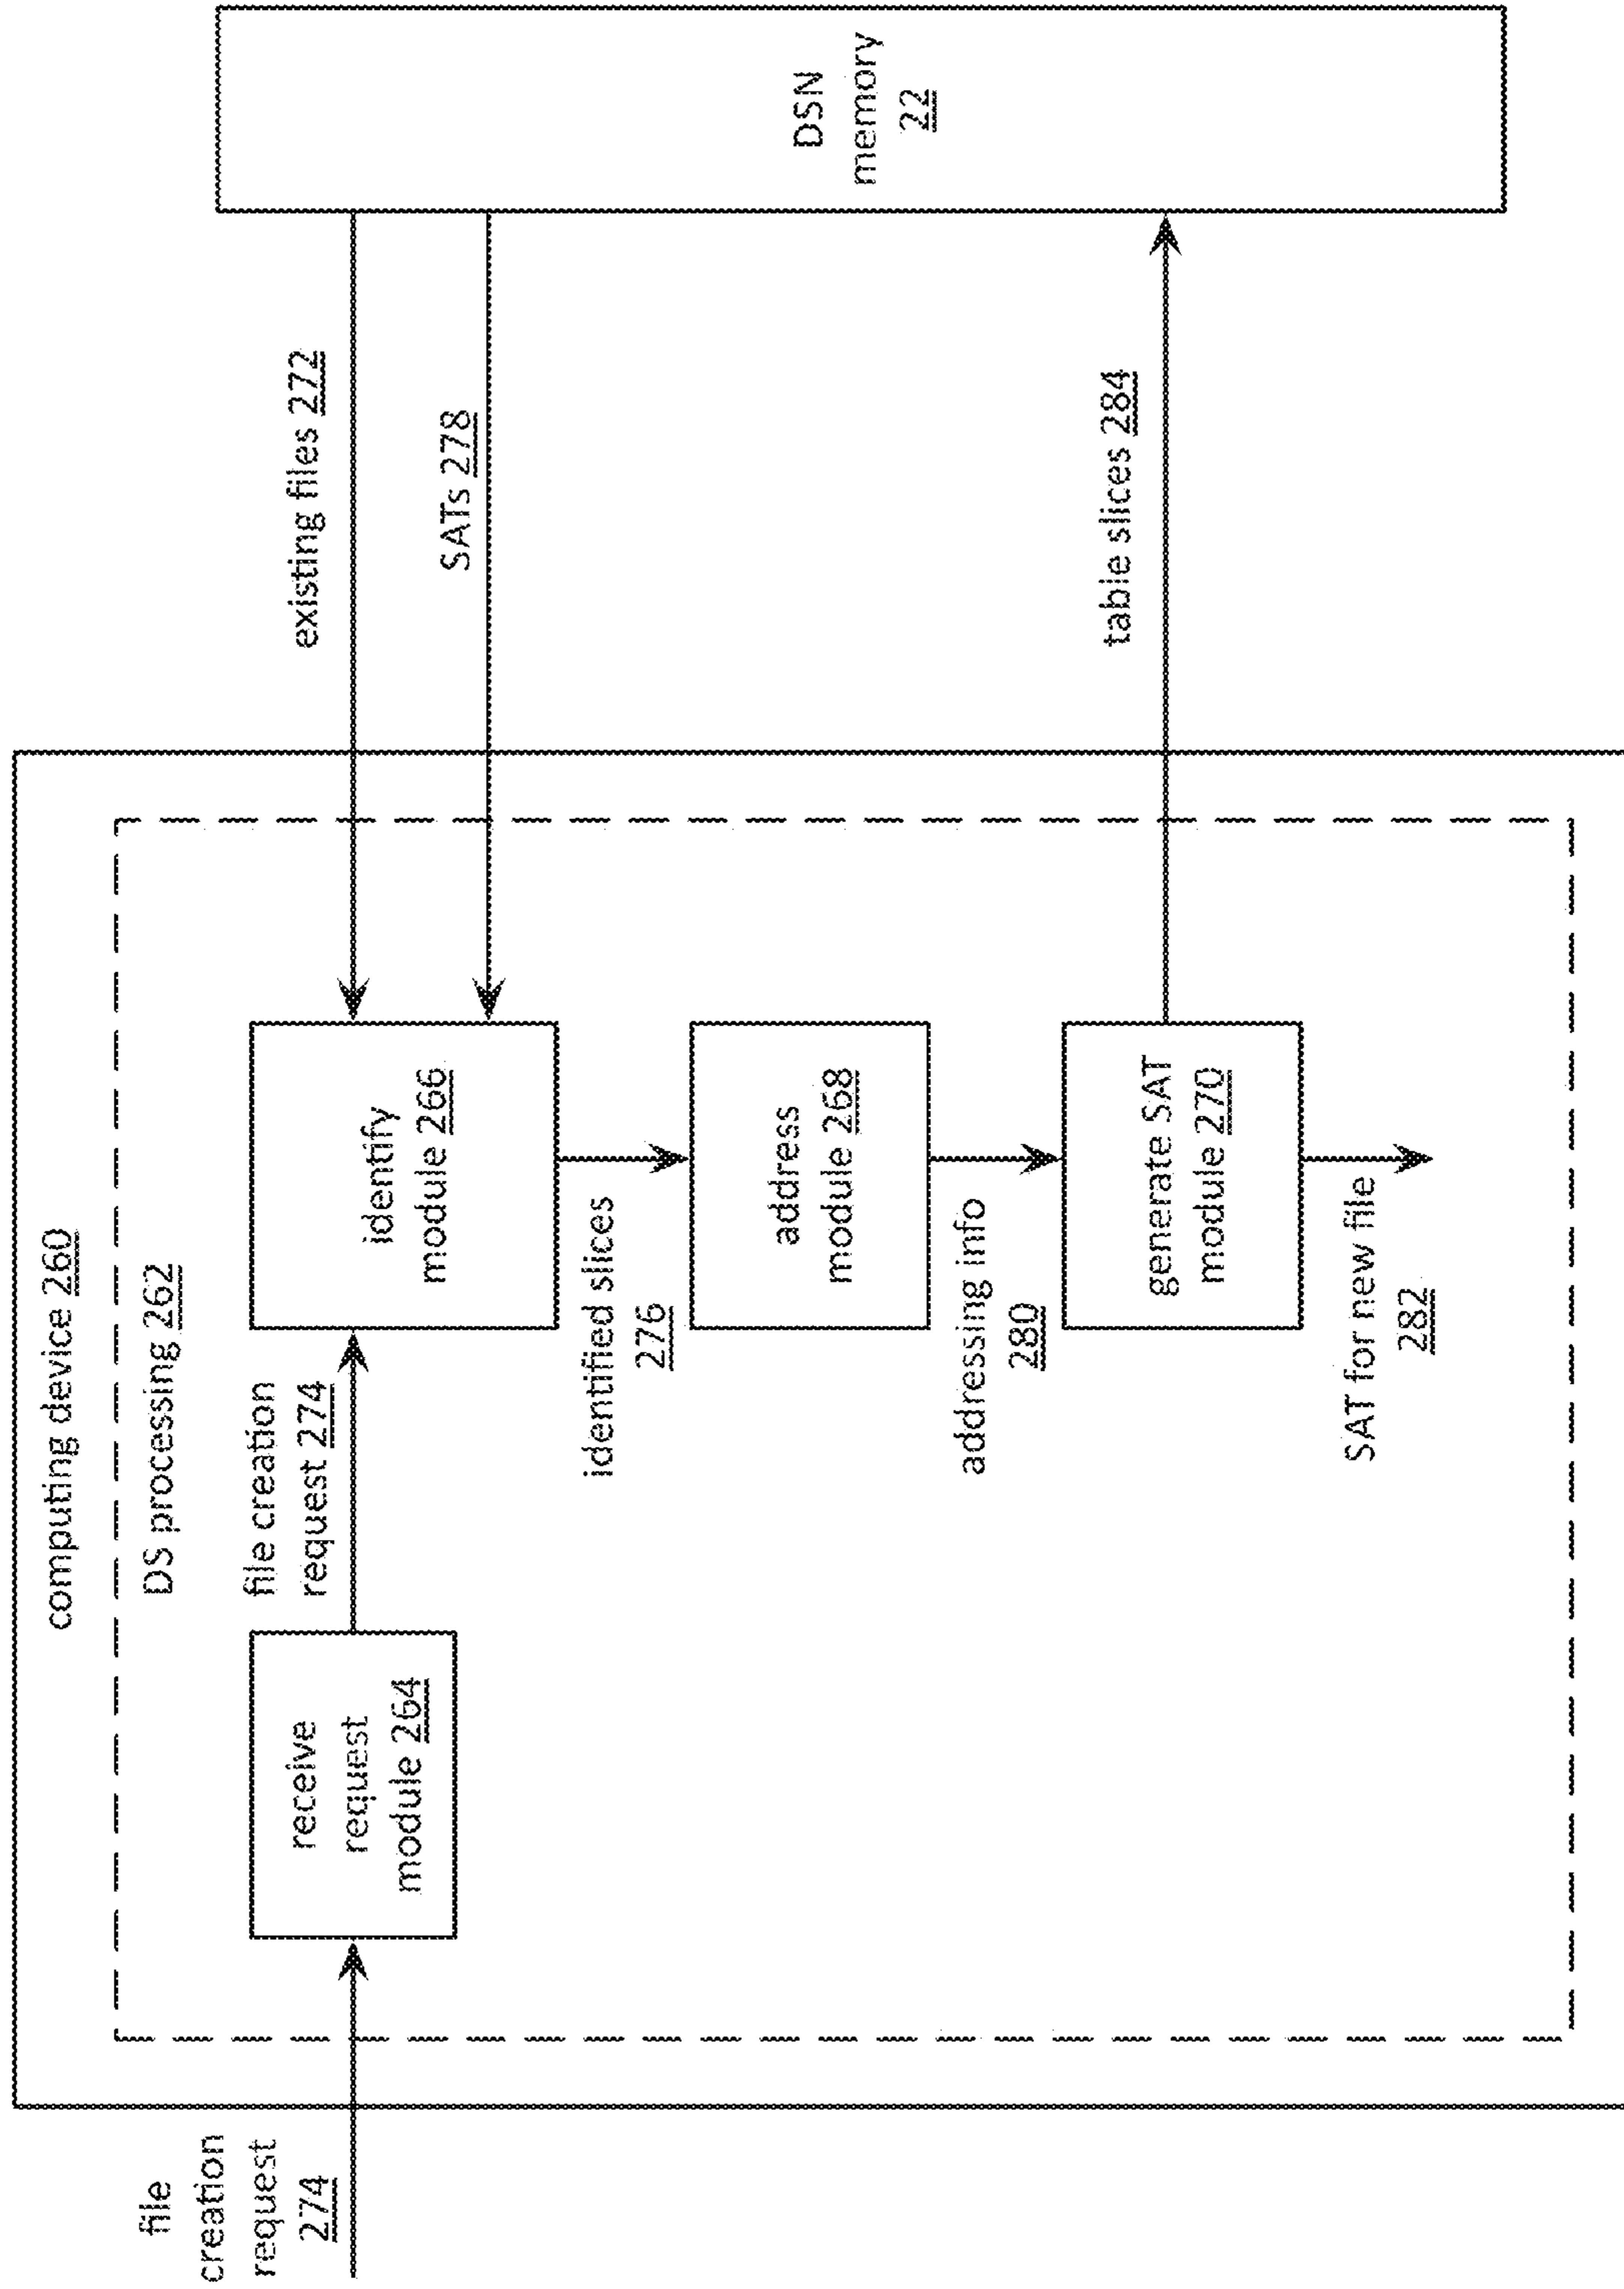 computing device 260
DS processing 262
file
creation
request
274
receive
request
module 264
file creation
request 274
identify
module 266
existing files 272
SATs 278
identified slices
276
address
module 268
addressing info
280
generate SAT
module 270
table slices 284
SAT for new file
282
DSN
memory
22